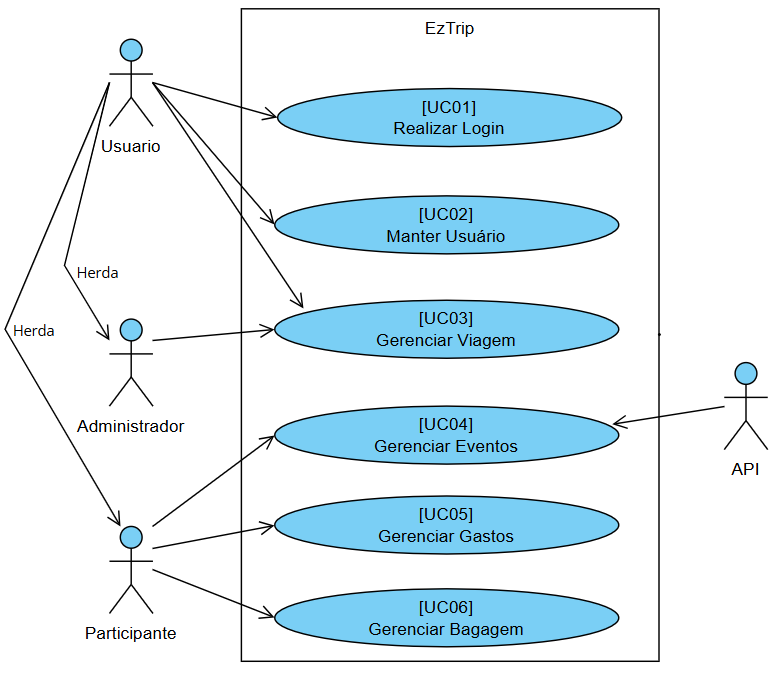 EzTrip
[UC01]
Realizar Login
Usuario
[UC02]
Manter Usuário
Herda
Herda
[UC03]
Gerenciar Viagem
Administrador
[UC04]
Gerenciar Eventos
API
[UC05]
Gerenciar Gastos
[UC06]
Gerenciar Bagagem
Participante